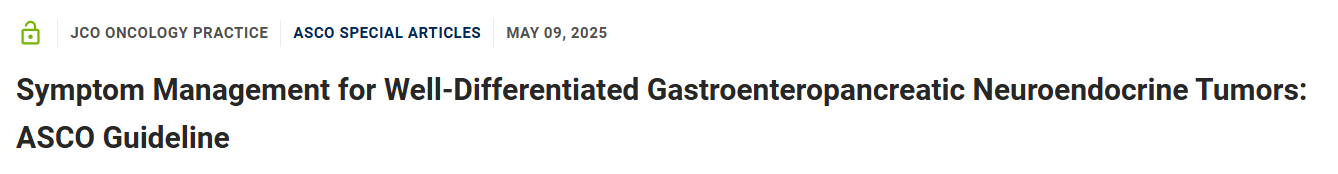 JCO ONCOLOGY PRACTICE ASCO SPECIAL ARTICLES MAY 09, 2025
Symptom Management for Well-Differentiated Gastroenteropancreatic Neuroendocrine Tumors:
ASCO Guideline